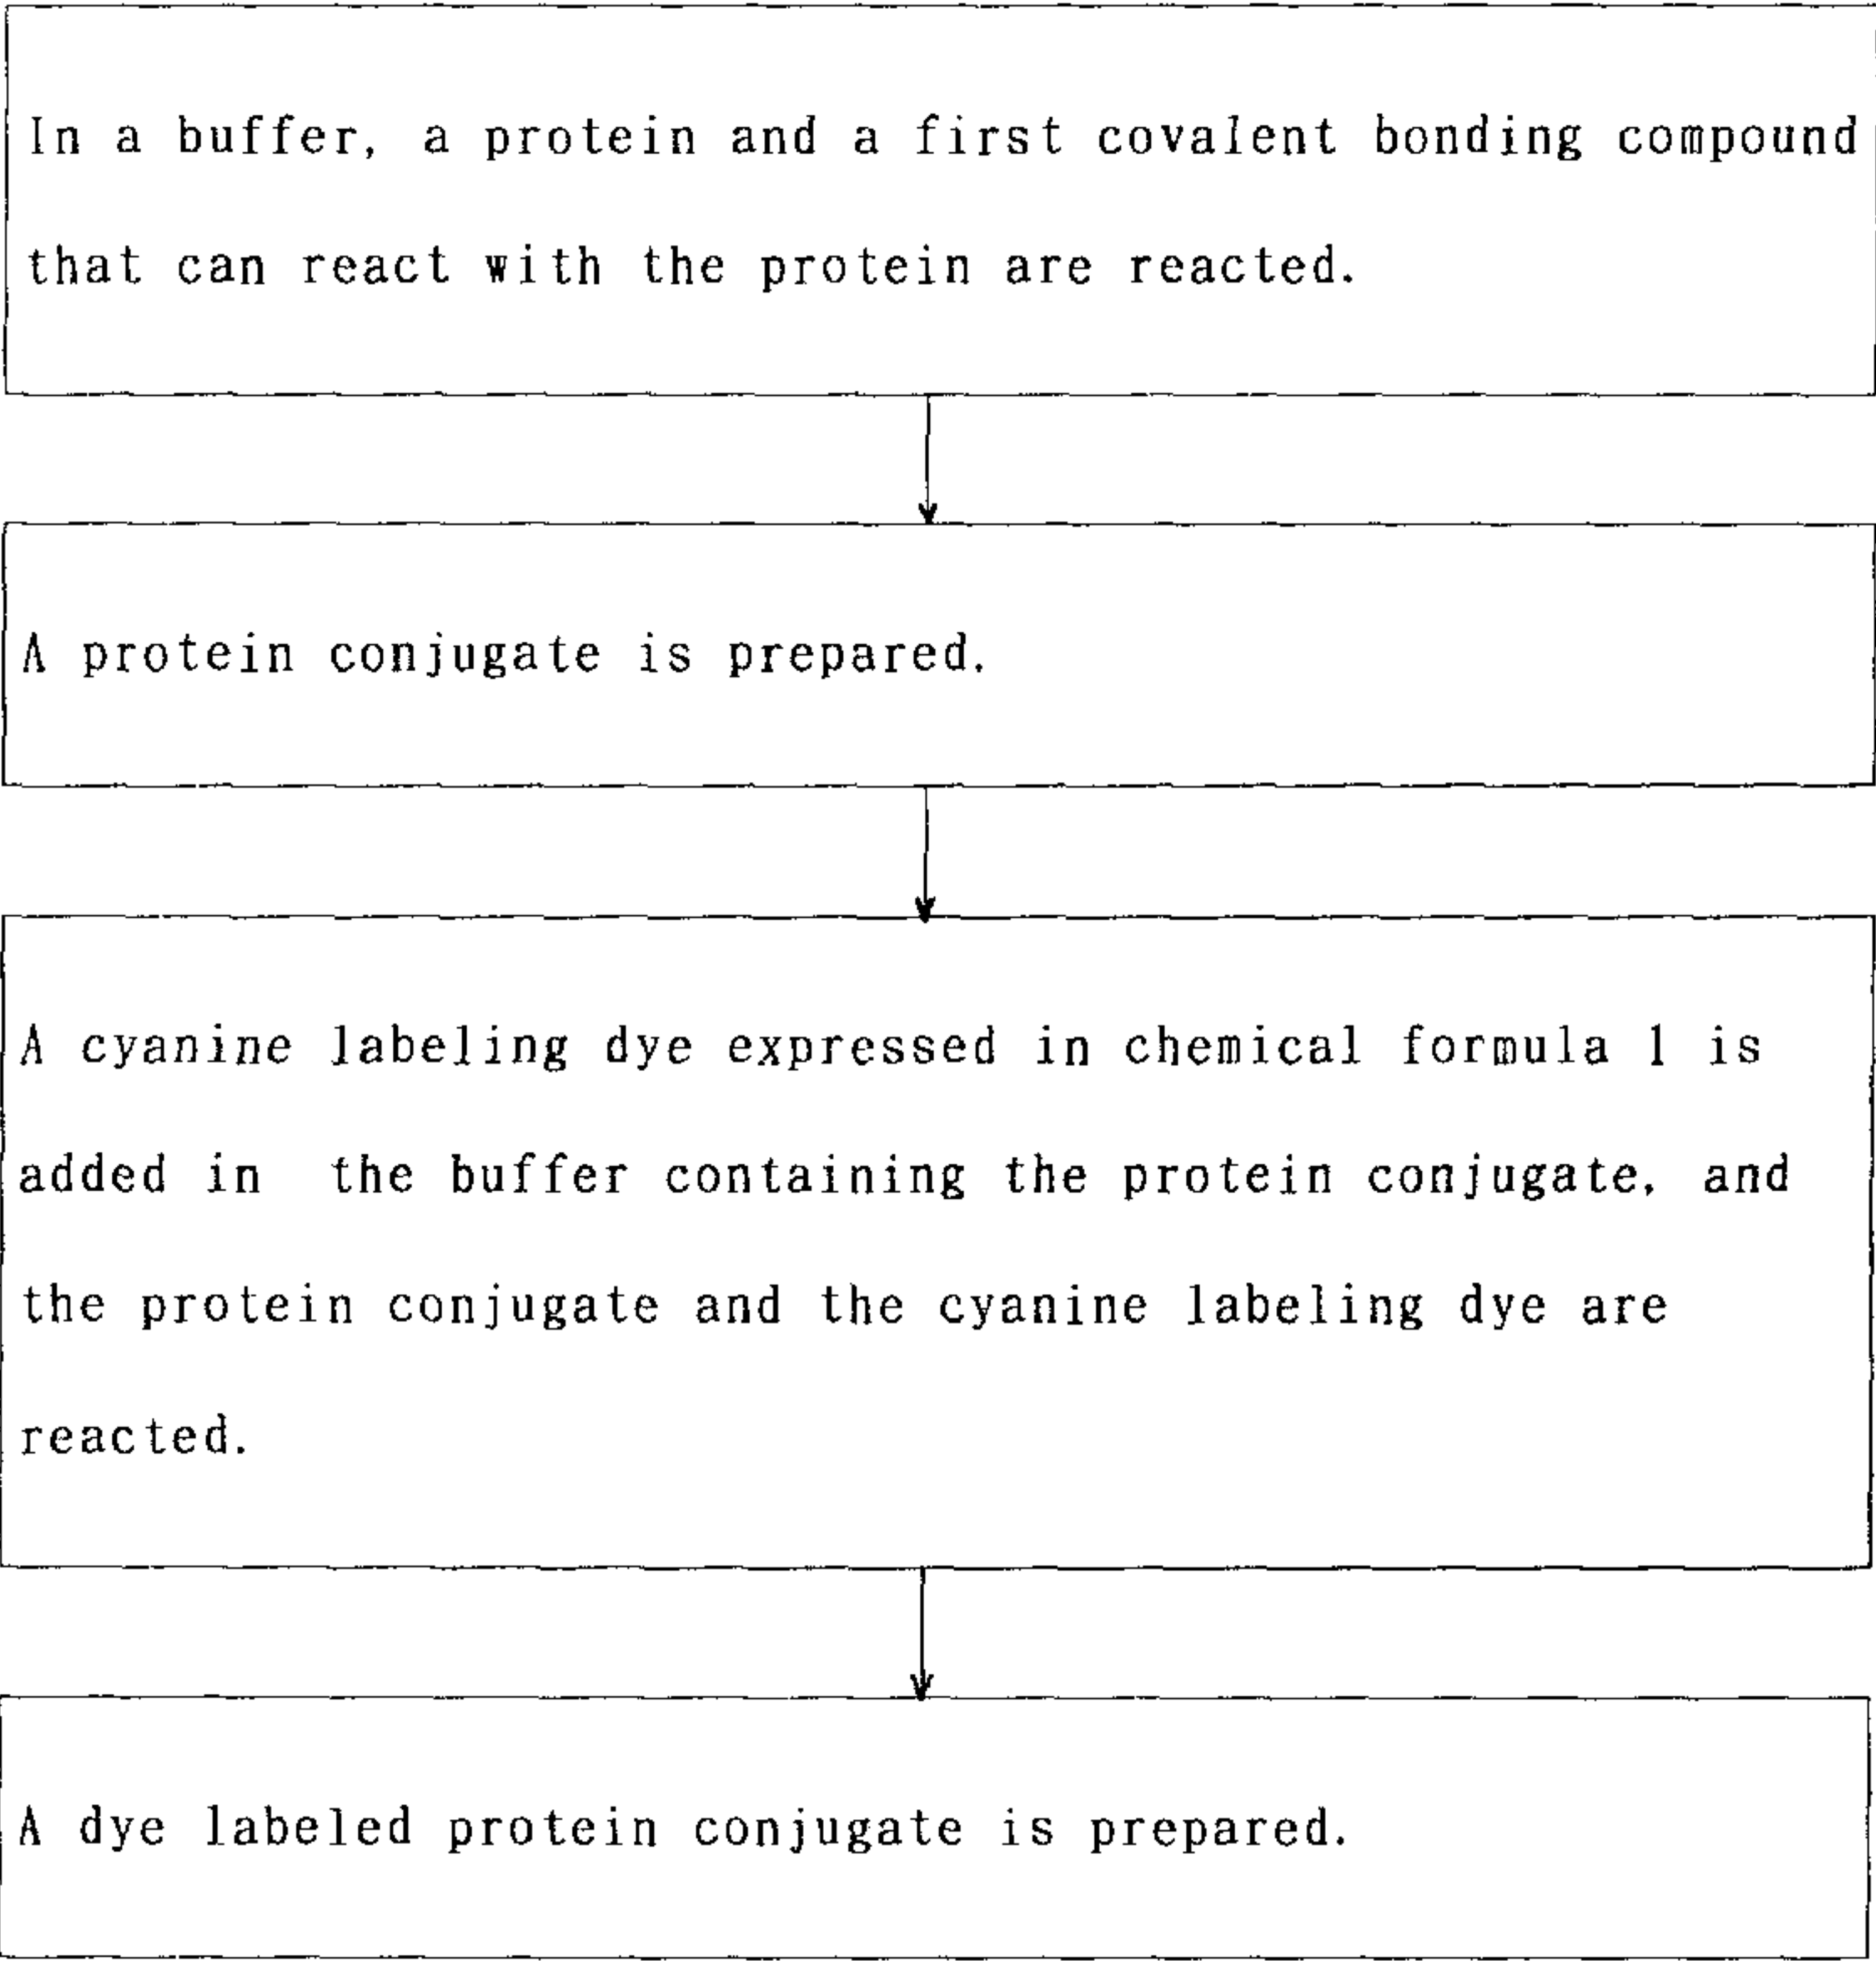 In a buffer, a protein and a first covalent bonding compound
that can react with the protein are reacted.
A protein conjugate is prepared.
A cyanine labeling dye expressed in chemical formula 1 is
added in the buffer containing the protein conjugate, and
the protein conjugate and the cyanine labeling dye are
reacted.
A dye labeled protein conjugate is prepared.